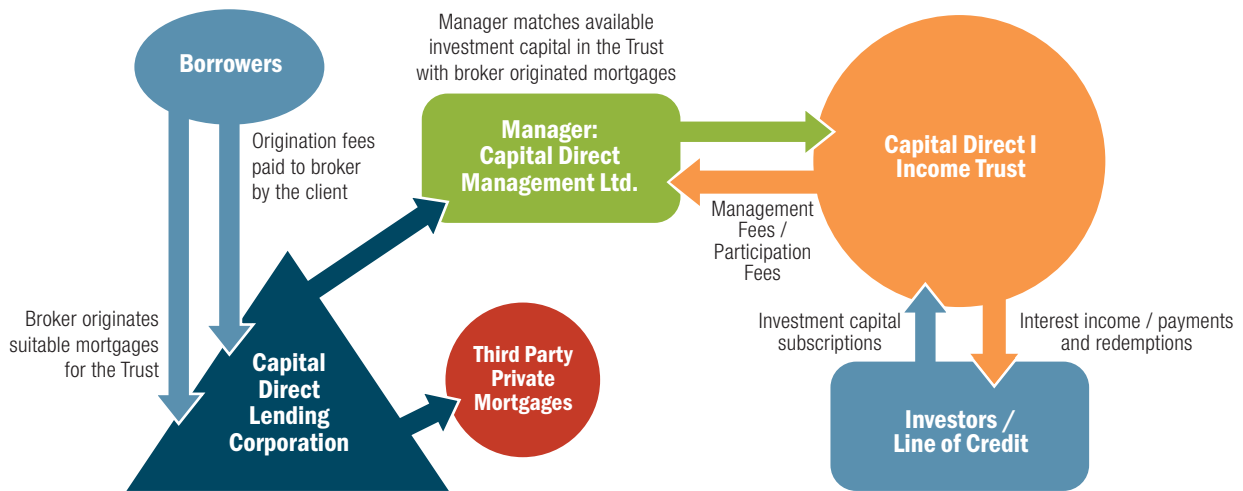 Borrowers
Origination fees
paid to broker
by the client
Broker originates
suitable mortgages
for the Trust
Capital
Direct
Lending
Corporation
Third Party
Private
Mortgages
Manager matches available
investment capital in the Trust
with broker originated mortgages
Manager:
Capital Direct
Management Ltd.
Management
Fees /
Participation
Fees
Capital Direct I
Income Trust
Investment capital
subscriptions
Interest income / payments
and redemptions
Investors /
Line of Credit